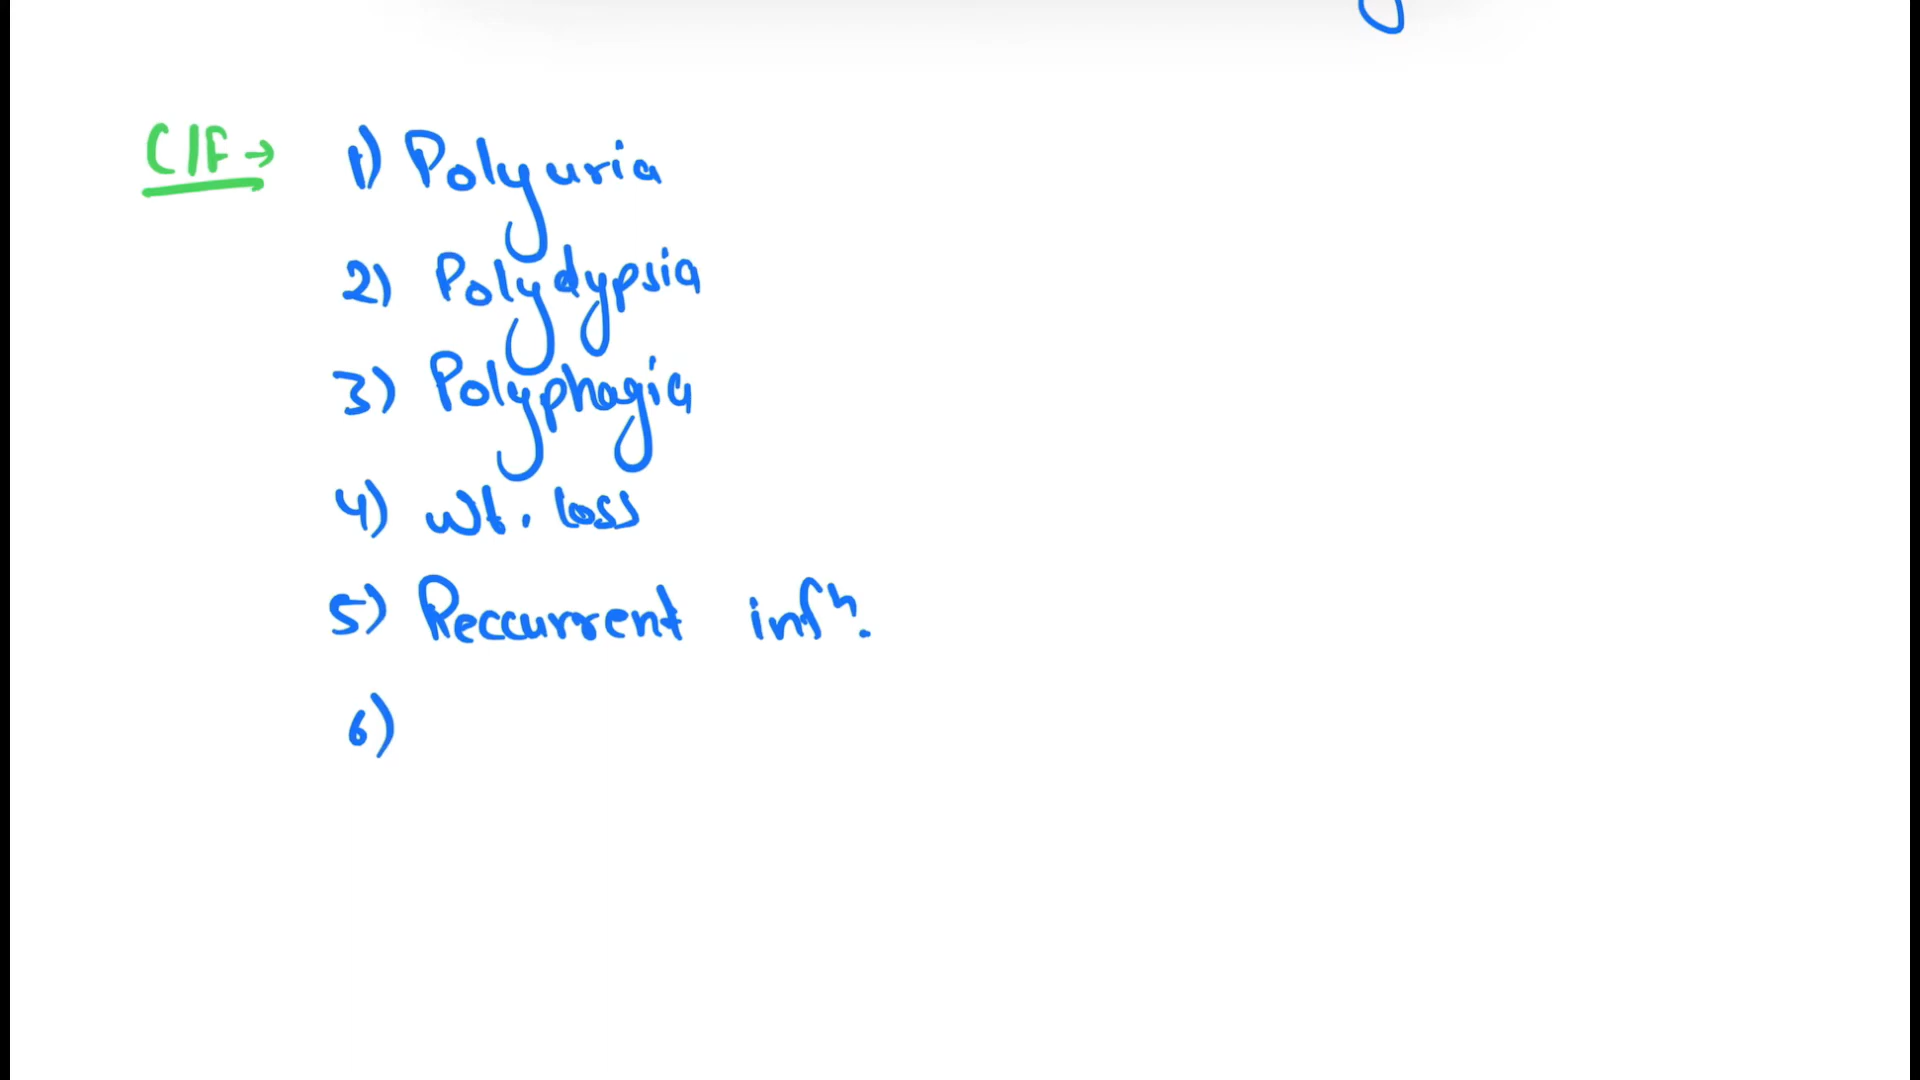 C/F → 1) Polyuria
2) Polydypsia
3) Polyphagia
4) wt. loss
5) Reccurrent infⁿ.
6)